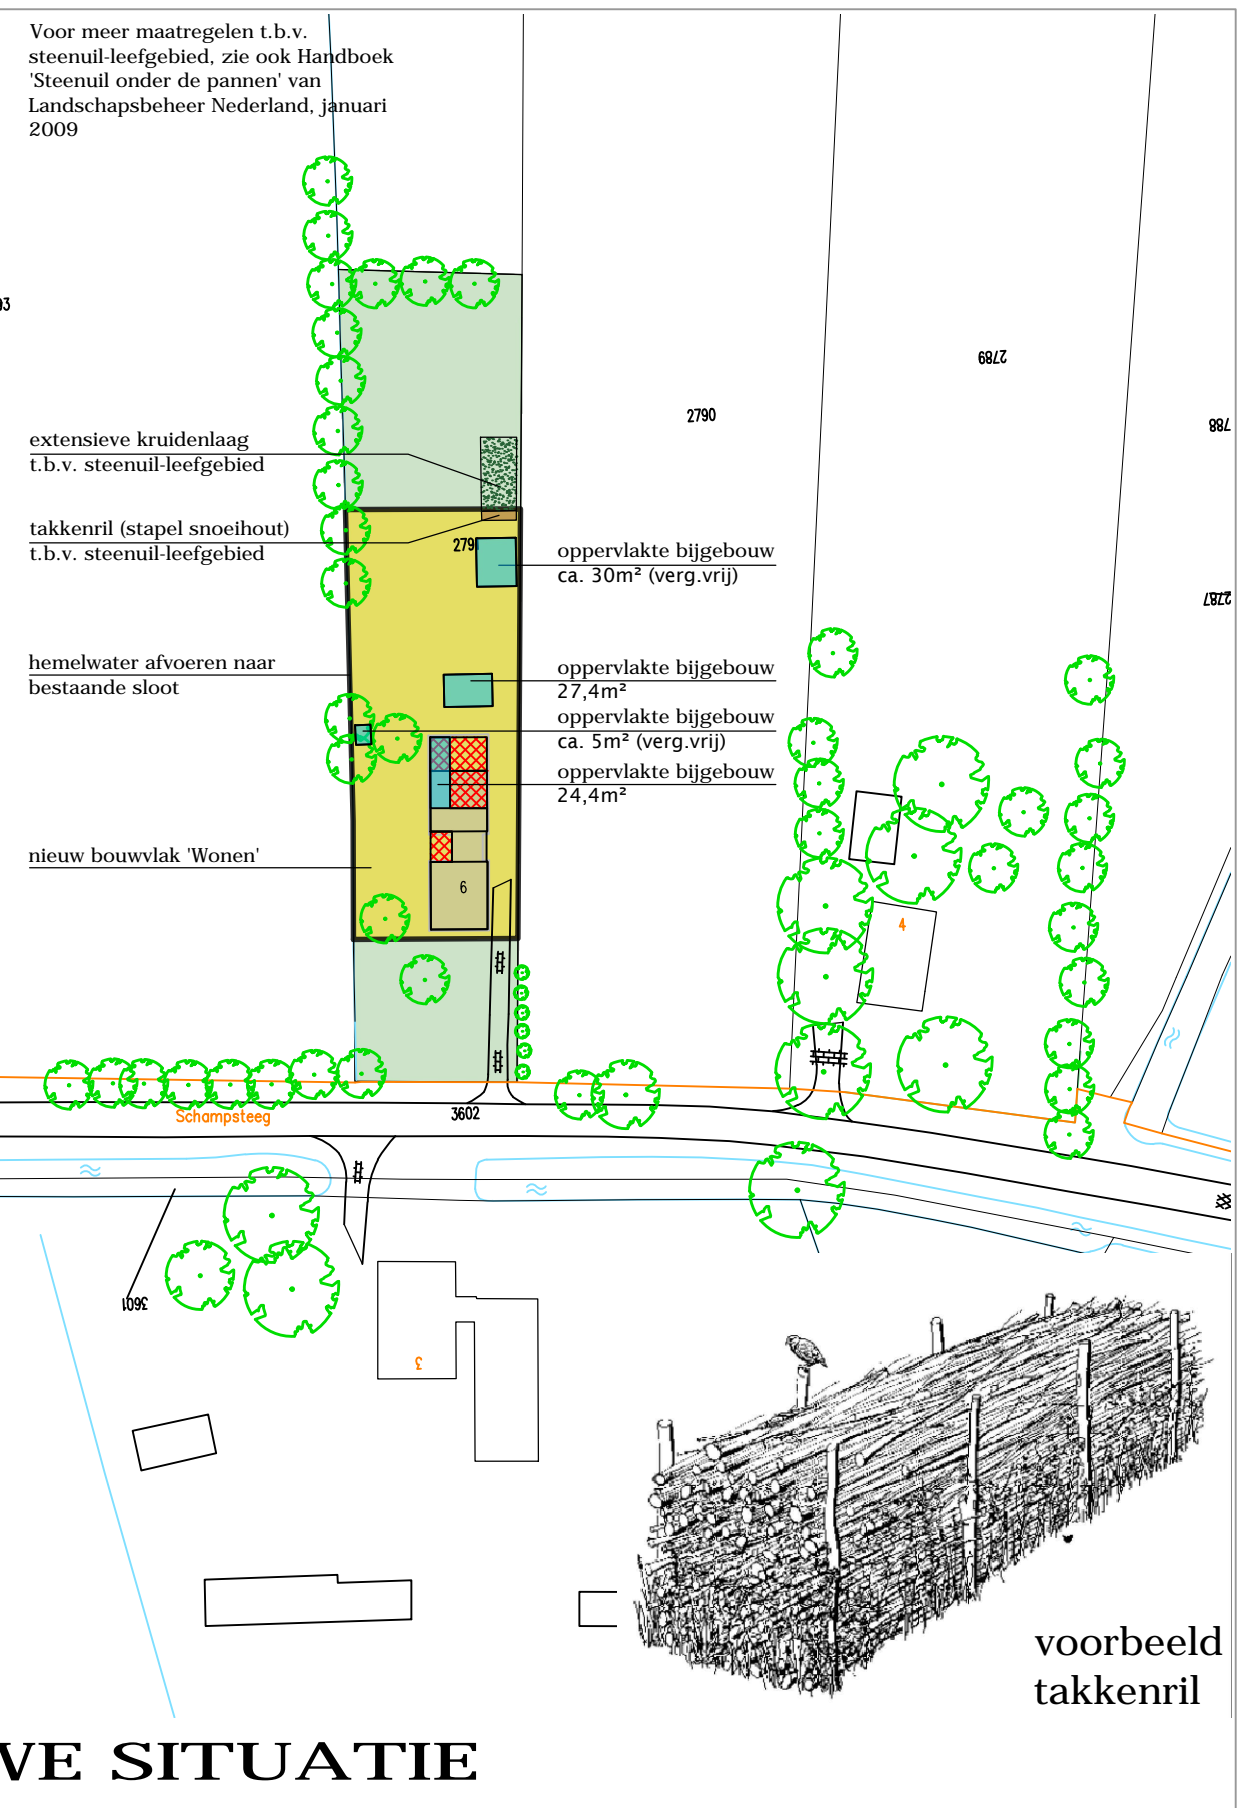 Voor meer maatregelen t.b.v.
steenuil-leefgebied, zie ook Handboek
'Steenuil onder de pannen' van
Landschapsbeheer Nederland, januari
2009
2789
2790
788
extensieve kruidenlaag
t.b.v. steenuil-leefgebied
takkenril (stapel snoeihout)
t.b.v. steenuil-leefgebied
279
oppervlakte bijgebouw
ca. 30m² (verg.vrij)
2787
hemelwater afvoeren naar
bestaande sloot
oppervlakte bijgebouw
27,4m²
oppervlakte bijgebouw
ca. 5m² (verg.vrij)
oppervlakte bijgebouw
24,4m²
nieuw bouwvlak 'Wonen'
6
4
Schampsteeg
3602
3601
3
voorbeeld
takkenril
WE SITUATIE